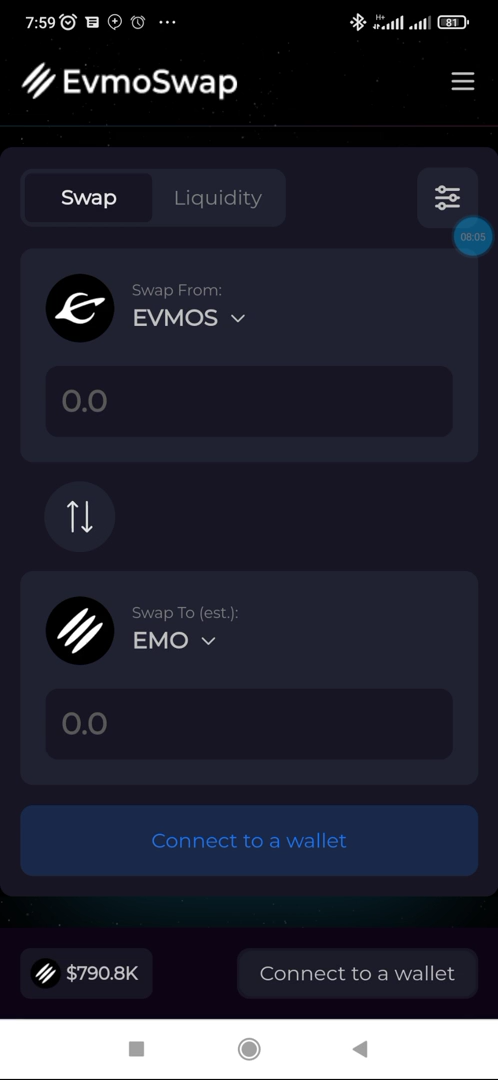 7:59 H+ 81
EvmoSwap
Swap Liquidity
08:05
Swap From:
EVMOS
0.0
Swap To (est.):
EMO
0.0
Connect to a wallet
$790.8K Connect to a wallet